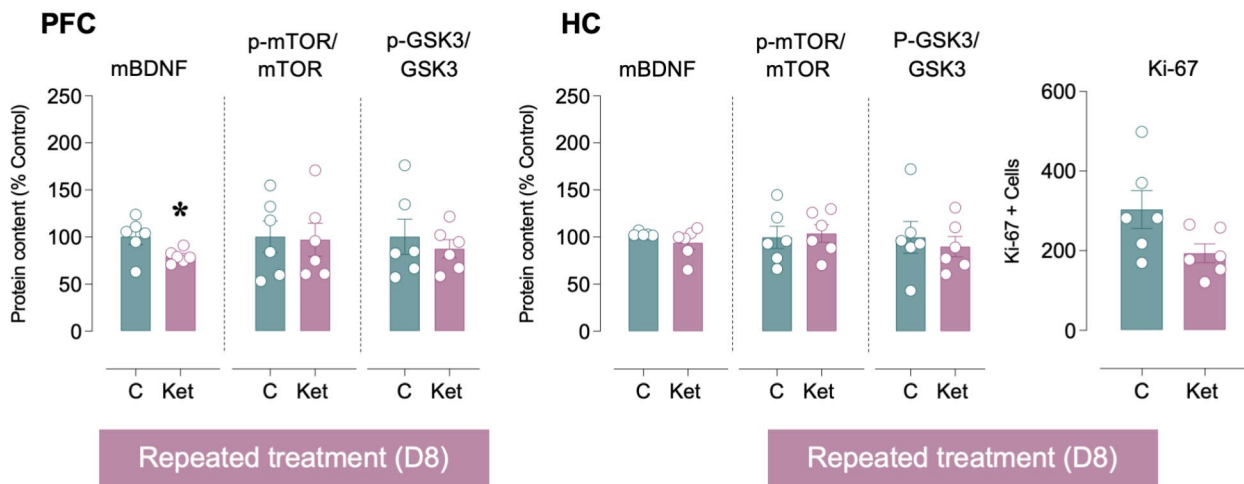 PFC
mBDNF
p-mTOR/
mTOR
p-GSK3/
GSK3
Protein content (% Control)
250
200
150
100
50
0
*
C Ket
C Ket
C Ket
Repeated treatment (D8)
HC
mBDNF
p-mTOR/
mTOR
P-GSK3/
GSK3
Protein content (% Control)
250
200
150
100
50
0
C Ket
C Ket
C Ket
Ki-67
Ki-67 + Cells
600
400
200
0
C Ket
Repeated treatment (D8)